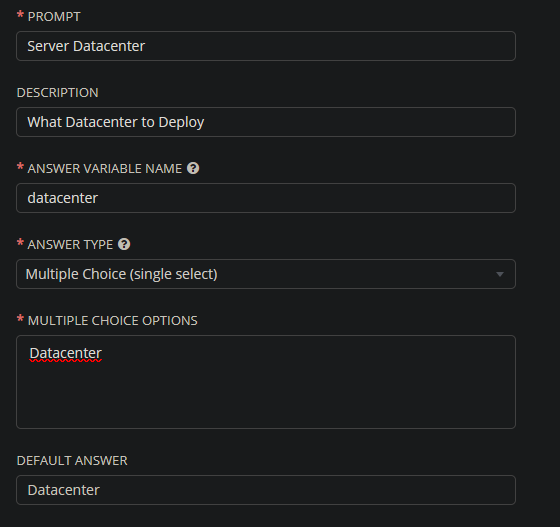 * PROMPT
Server Datacenter
DESCRIPTION
What Datacenter to Deploy
* ANSWER VARIABLE NAME ?
datacenter
* ANSWER TYPE ?
Multiple Choice (single select)
* MULTIPLE CHOICE OPTIONS
Datacenter
DEFAULT ANSWER
Datacenter